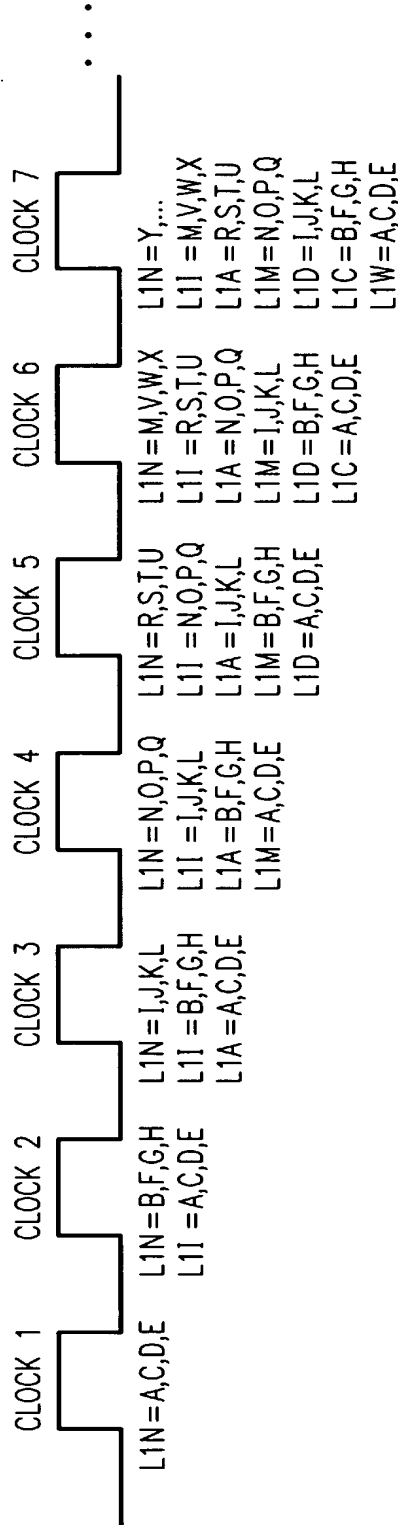 CLOCK 1
L1N=A,C,D,E
CLOCK 2
L1N=B,F,G,H
L1I=A,C,D,E
CLOCK 3
L1N=I,J,K,L
L1I=B,F,G,H
L1A=A,C,D,E
CLOCK 4
L1N=N,O,P,Q
L1I=I,J,K,L
L1A=B,F,G,H
L1M=A,C,D,E
CLOCK 5
L1N=R,S,T,U
L1I=N,O,P,Q
L1A=I,J,K,L
L1M=B,F,G,H
L1D=A,C,D,E
CLOCK 6
L1N=M,V,W,X
L1I=R,S,T,U
L1A=N,O,P,Q
L1M=I,J,K,L
L1D=B,F,G,H
L1C=A,C,D,E
CLOCK 7
L1N=Y,...
L1I=M,V,W,X
L1A=R,S,T,U
L1M=N,O,P,Q
L1D=I,J,K,L
L1C=B,F,G,H
L1W=A,C,D,E
...